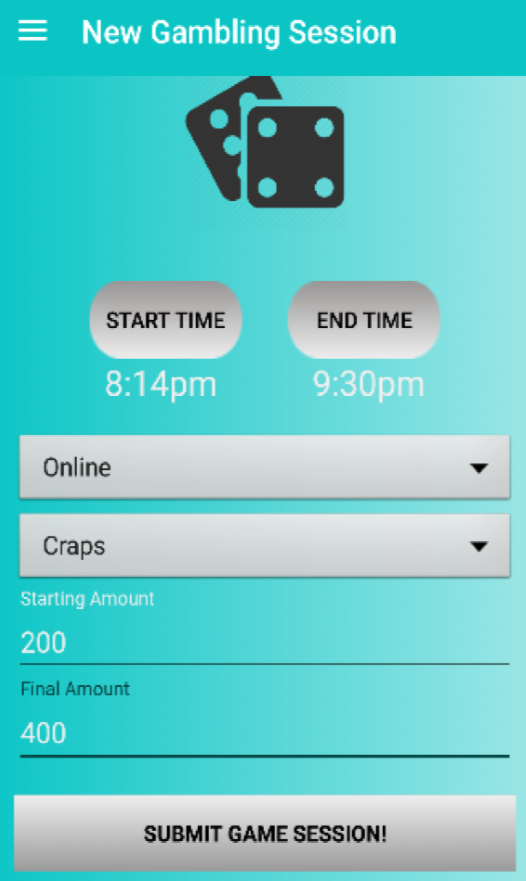 New Gambling Session
START TIME
END TIME
8:14pm
9:30pm
Online
Craps
Starting Amount
200
Final Amount
400
SUBMIT GAME SESSION!